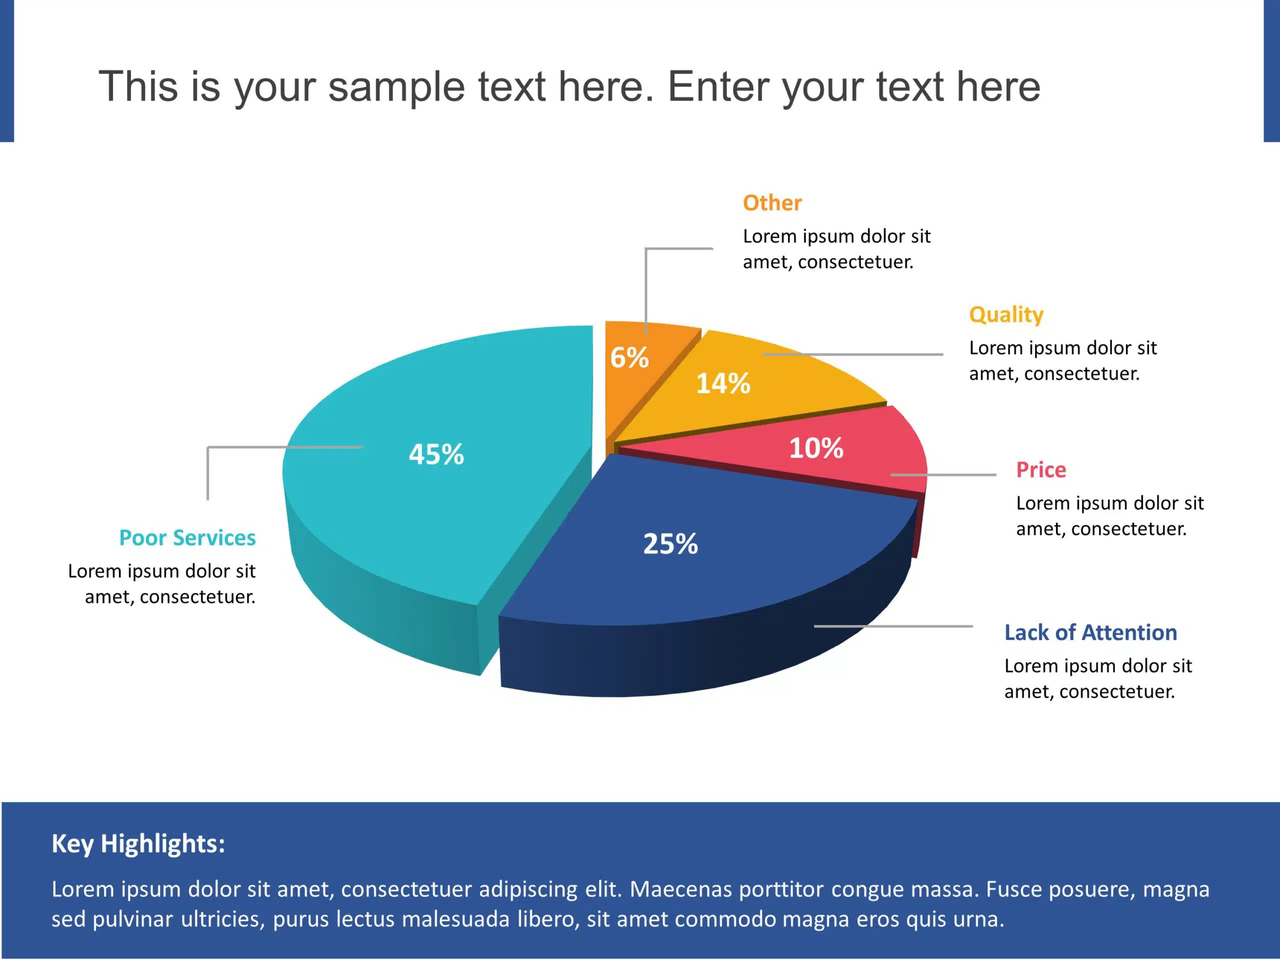 This is your sample text here. Enter your text here
Other
Lorem ipsum dolor sit
amet, consectetuer.
Quality
Lorem ipsum dolor sit
amet, consectetuer.
6%
14%
45%
10%
Price
Lorem ipsum dolor sit
amet, consectetuer.
Poor Services
Lorem ipsum dolor sit
amet, consectetuer.
25%
Lack of Attention
Lorem ipsum dolor sit
amet, consectetuer.
Key Highlights:
Lorem ipsum dolor sit amet, consectetuer adipiscing elit. Maecenas porttitor congue massa. Fusce posuere, magna
sed pulvinar ultricies, purus lectus malesuada libero, sit amet commodo magna eros quis urna.